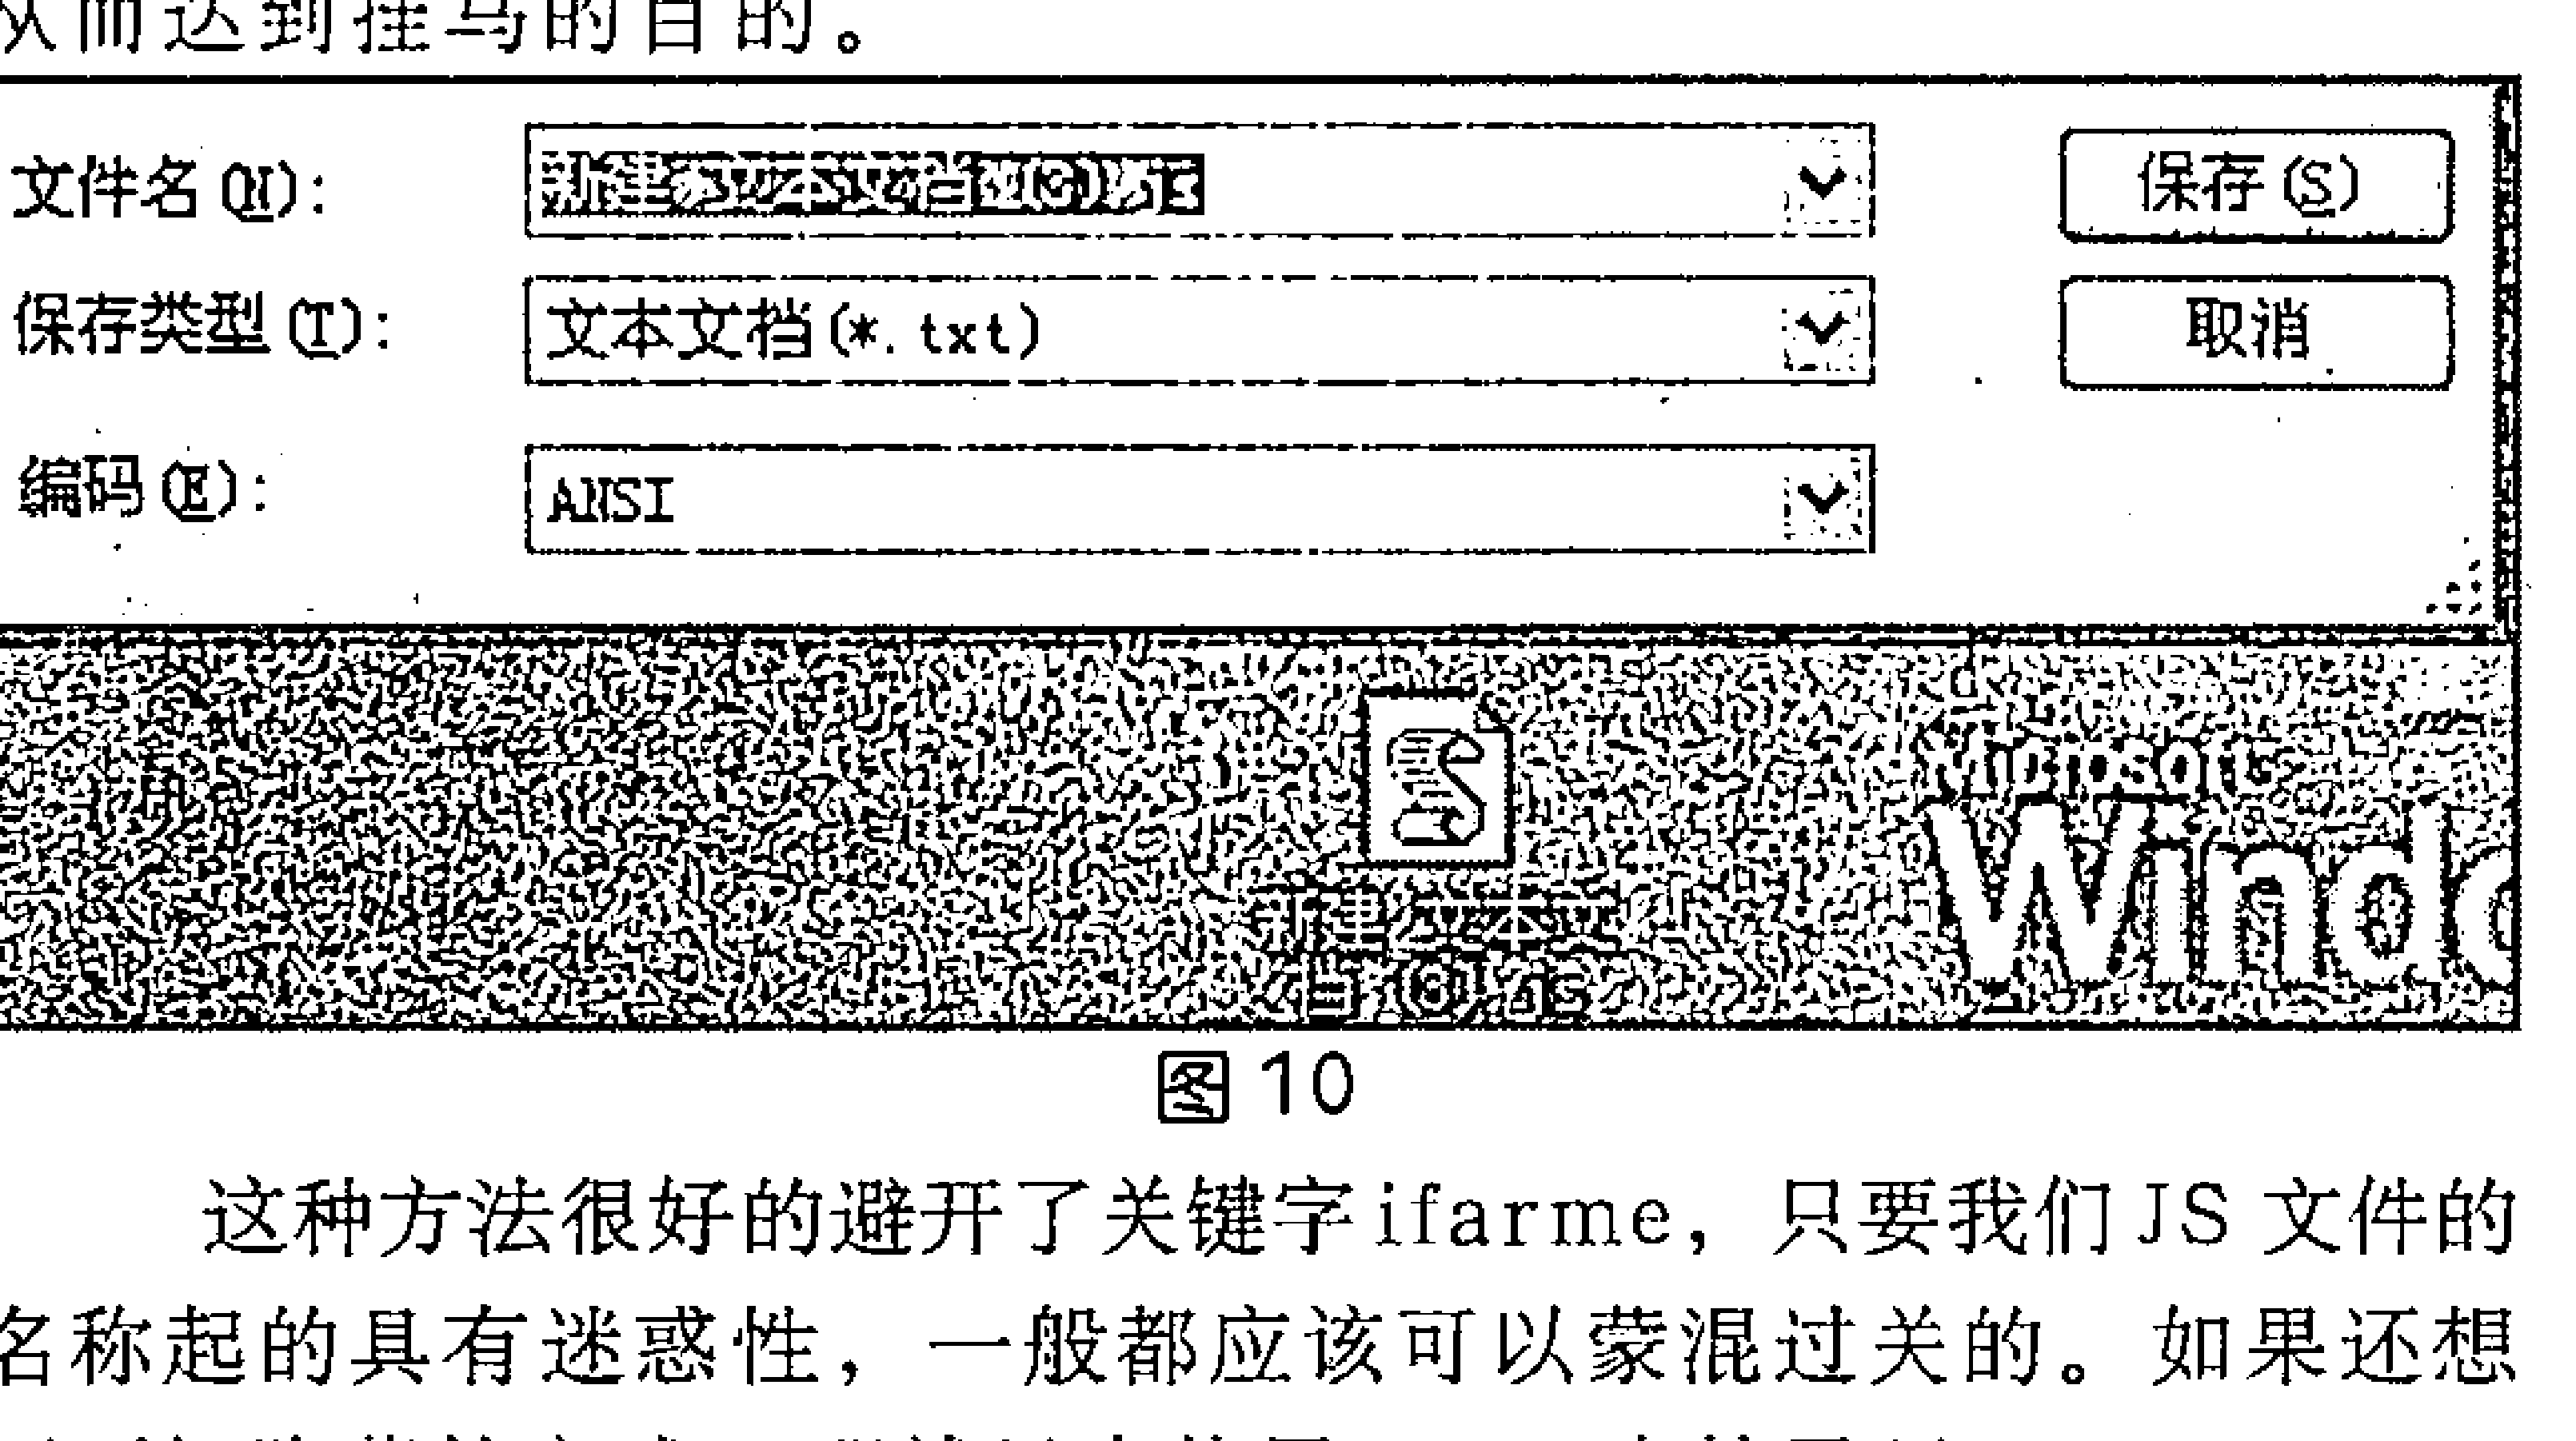 从而达到挂马的目的。
文件名(N):
保存(S)
保存类型(T): 文本文档(*.txt)
取消
编码(E): ANSI
Microsoft
Windo
图10
这种方法很好的避开了关键字ifarme，只要我们JS文件的
名称起的具有迷惑性，一般都应该可以蒙混过关的。如果还想